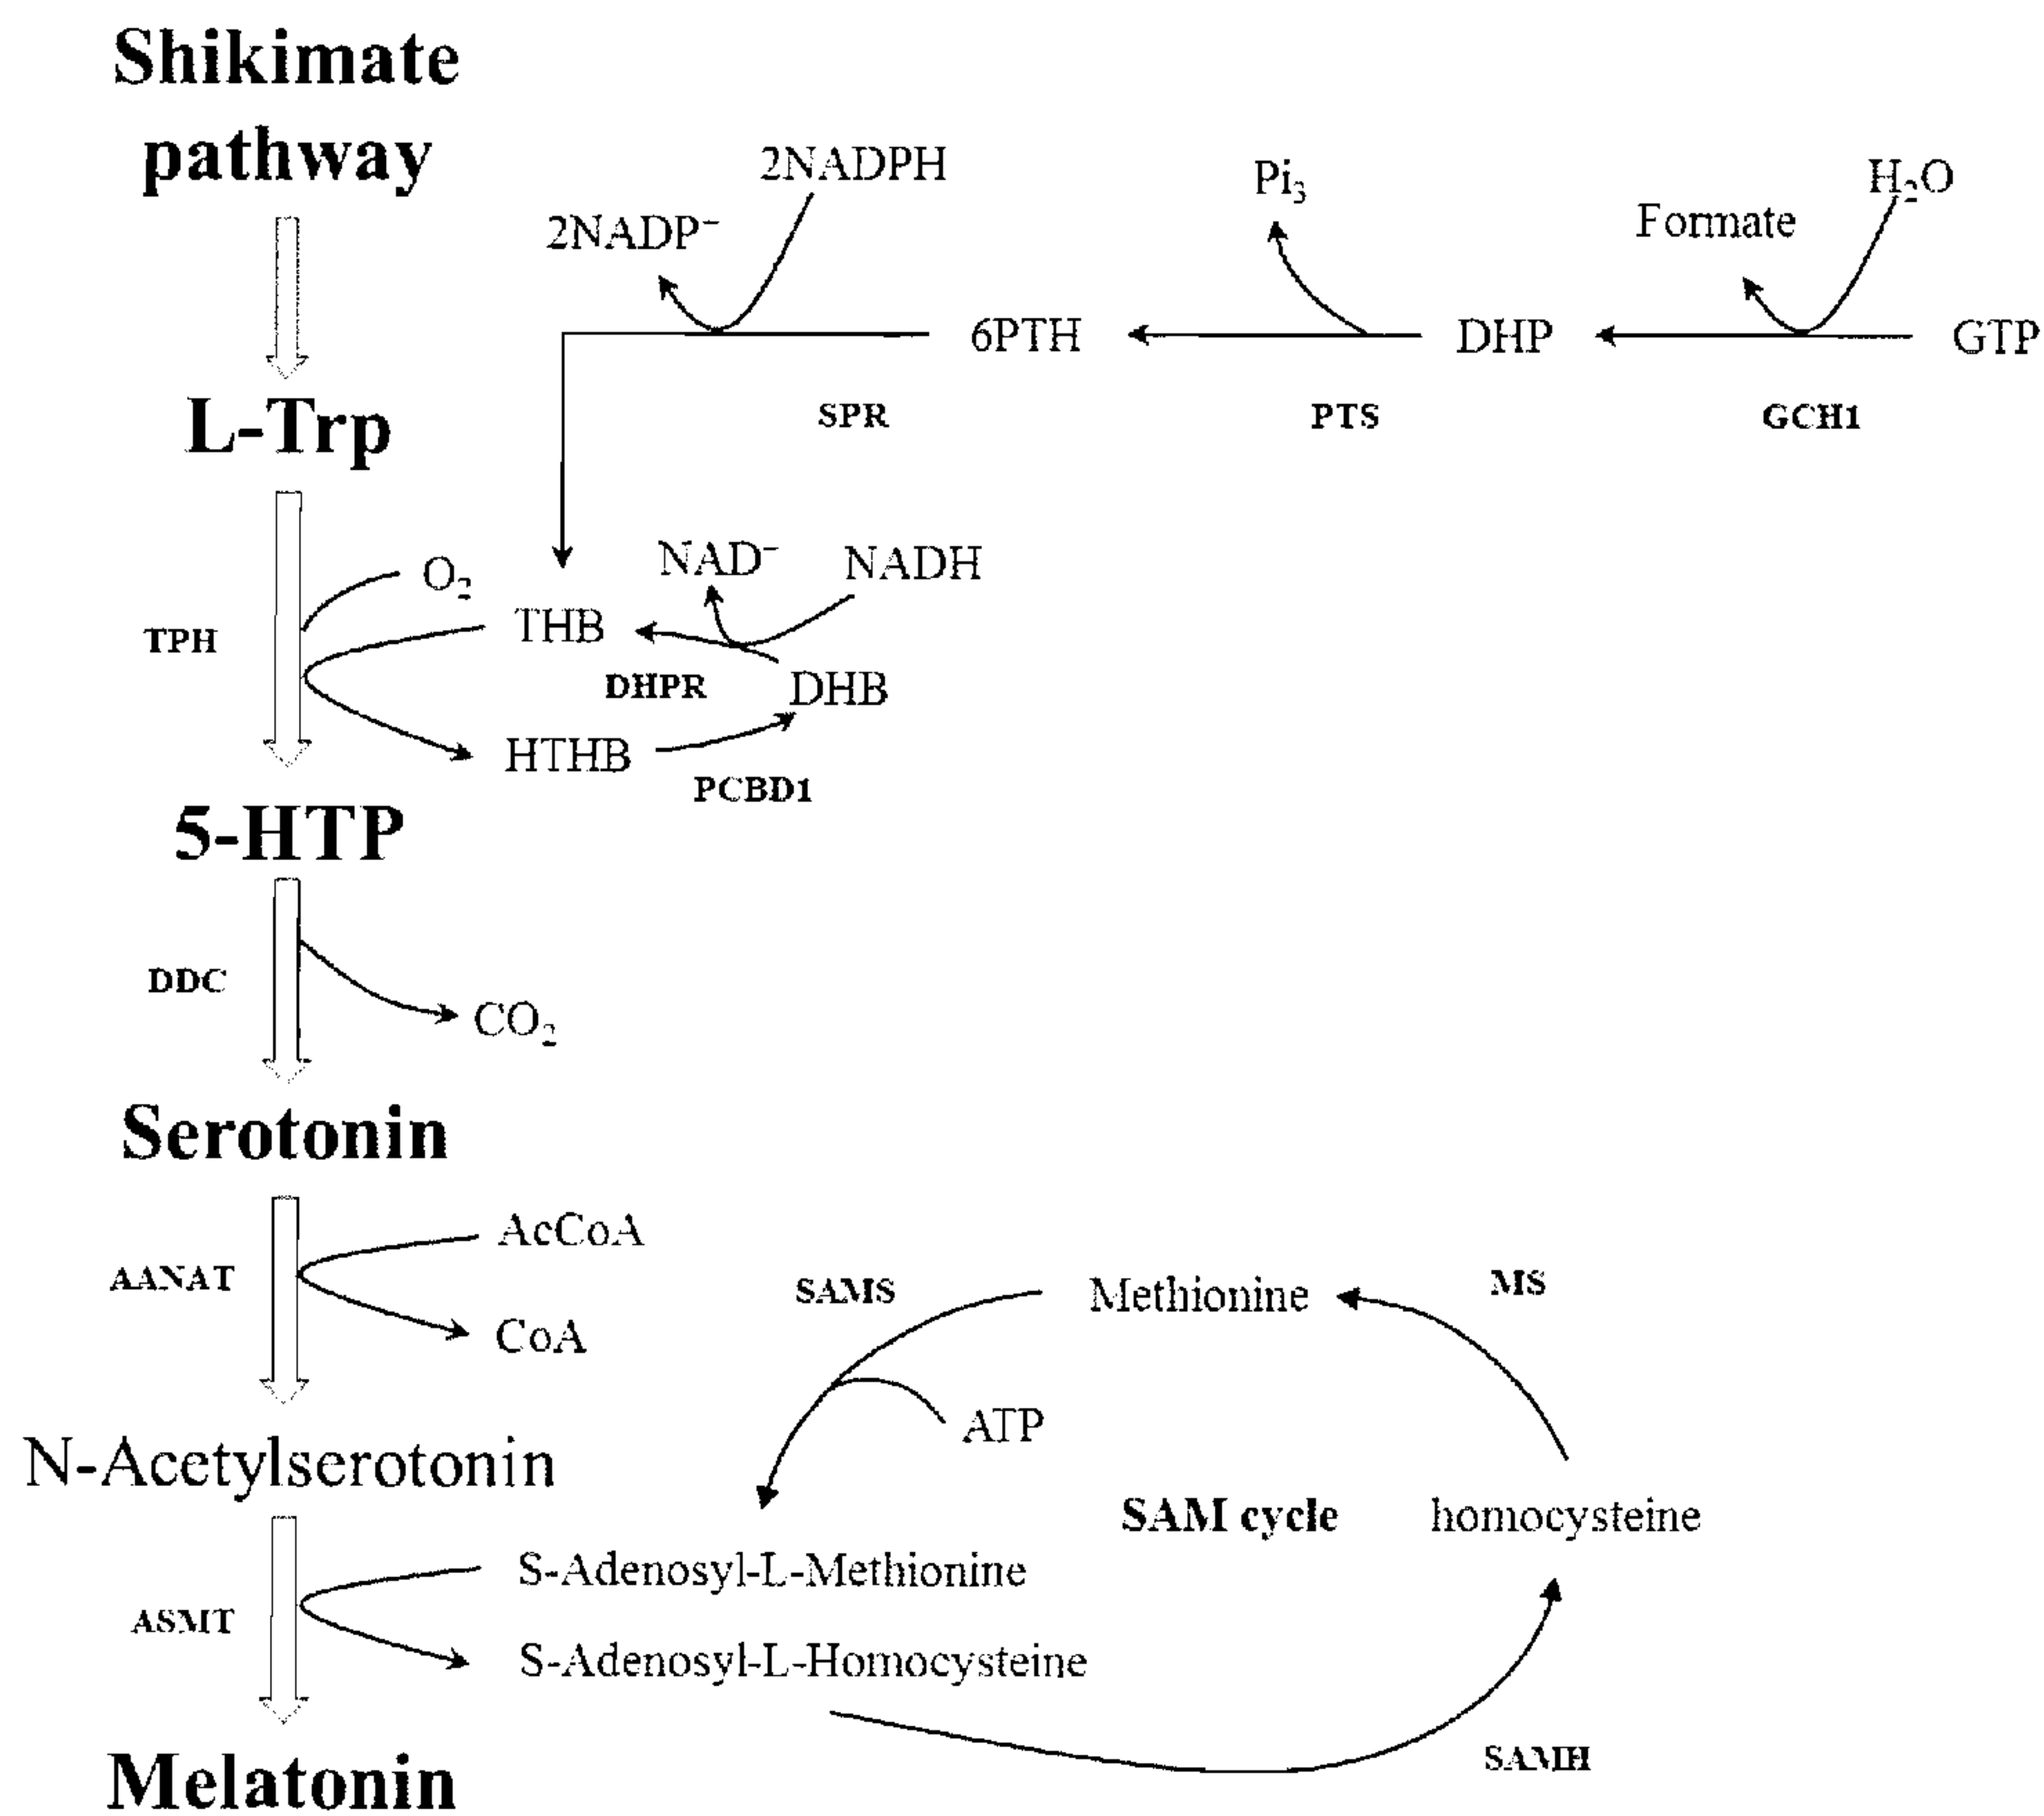 Shikimate
pathway
2NADPH
2NADP⁻
Pi₃
Formate
H₂O
6PTH
DHP
GTP
SPR
PTS
GCH1
L-Trp
O₂
NAD⁻
NADH
THB
TPH
DHPR
DHB
HTHB
PCBD1
5-HTP
DDC
CO₂
Serotonin
AcCoA
AANAT
CoA
SAMS
Methionine
MS
ATP
N-Acetylserotonin
SAM cycle
homocysteine
S-Adenosyl-L-Methionine
ASMT
S-Adenosyl-L-Homocysteine
SAMH
Melatonin